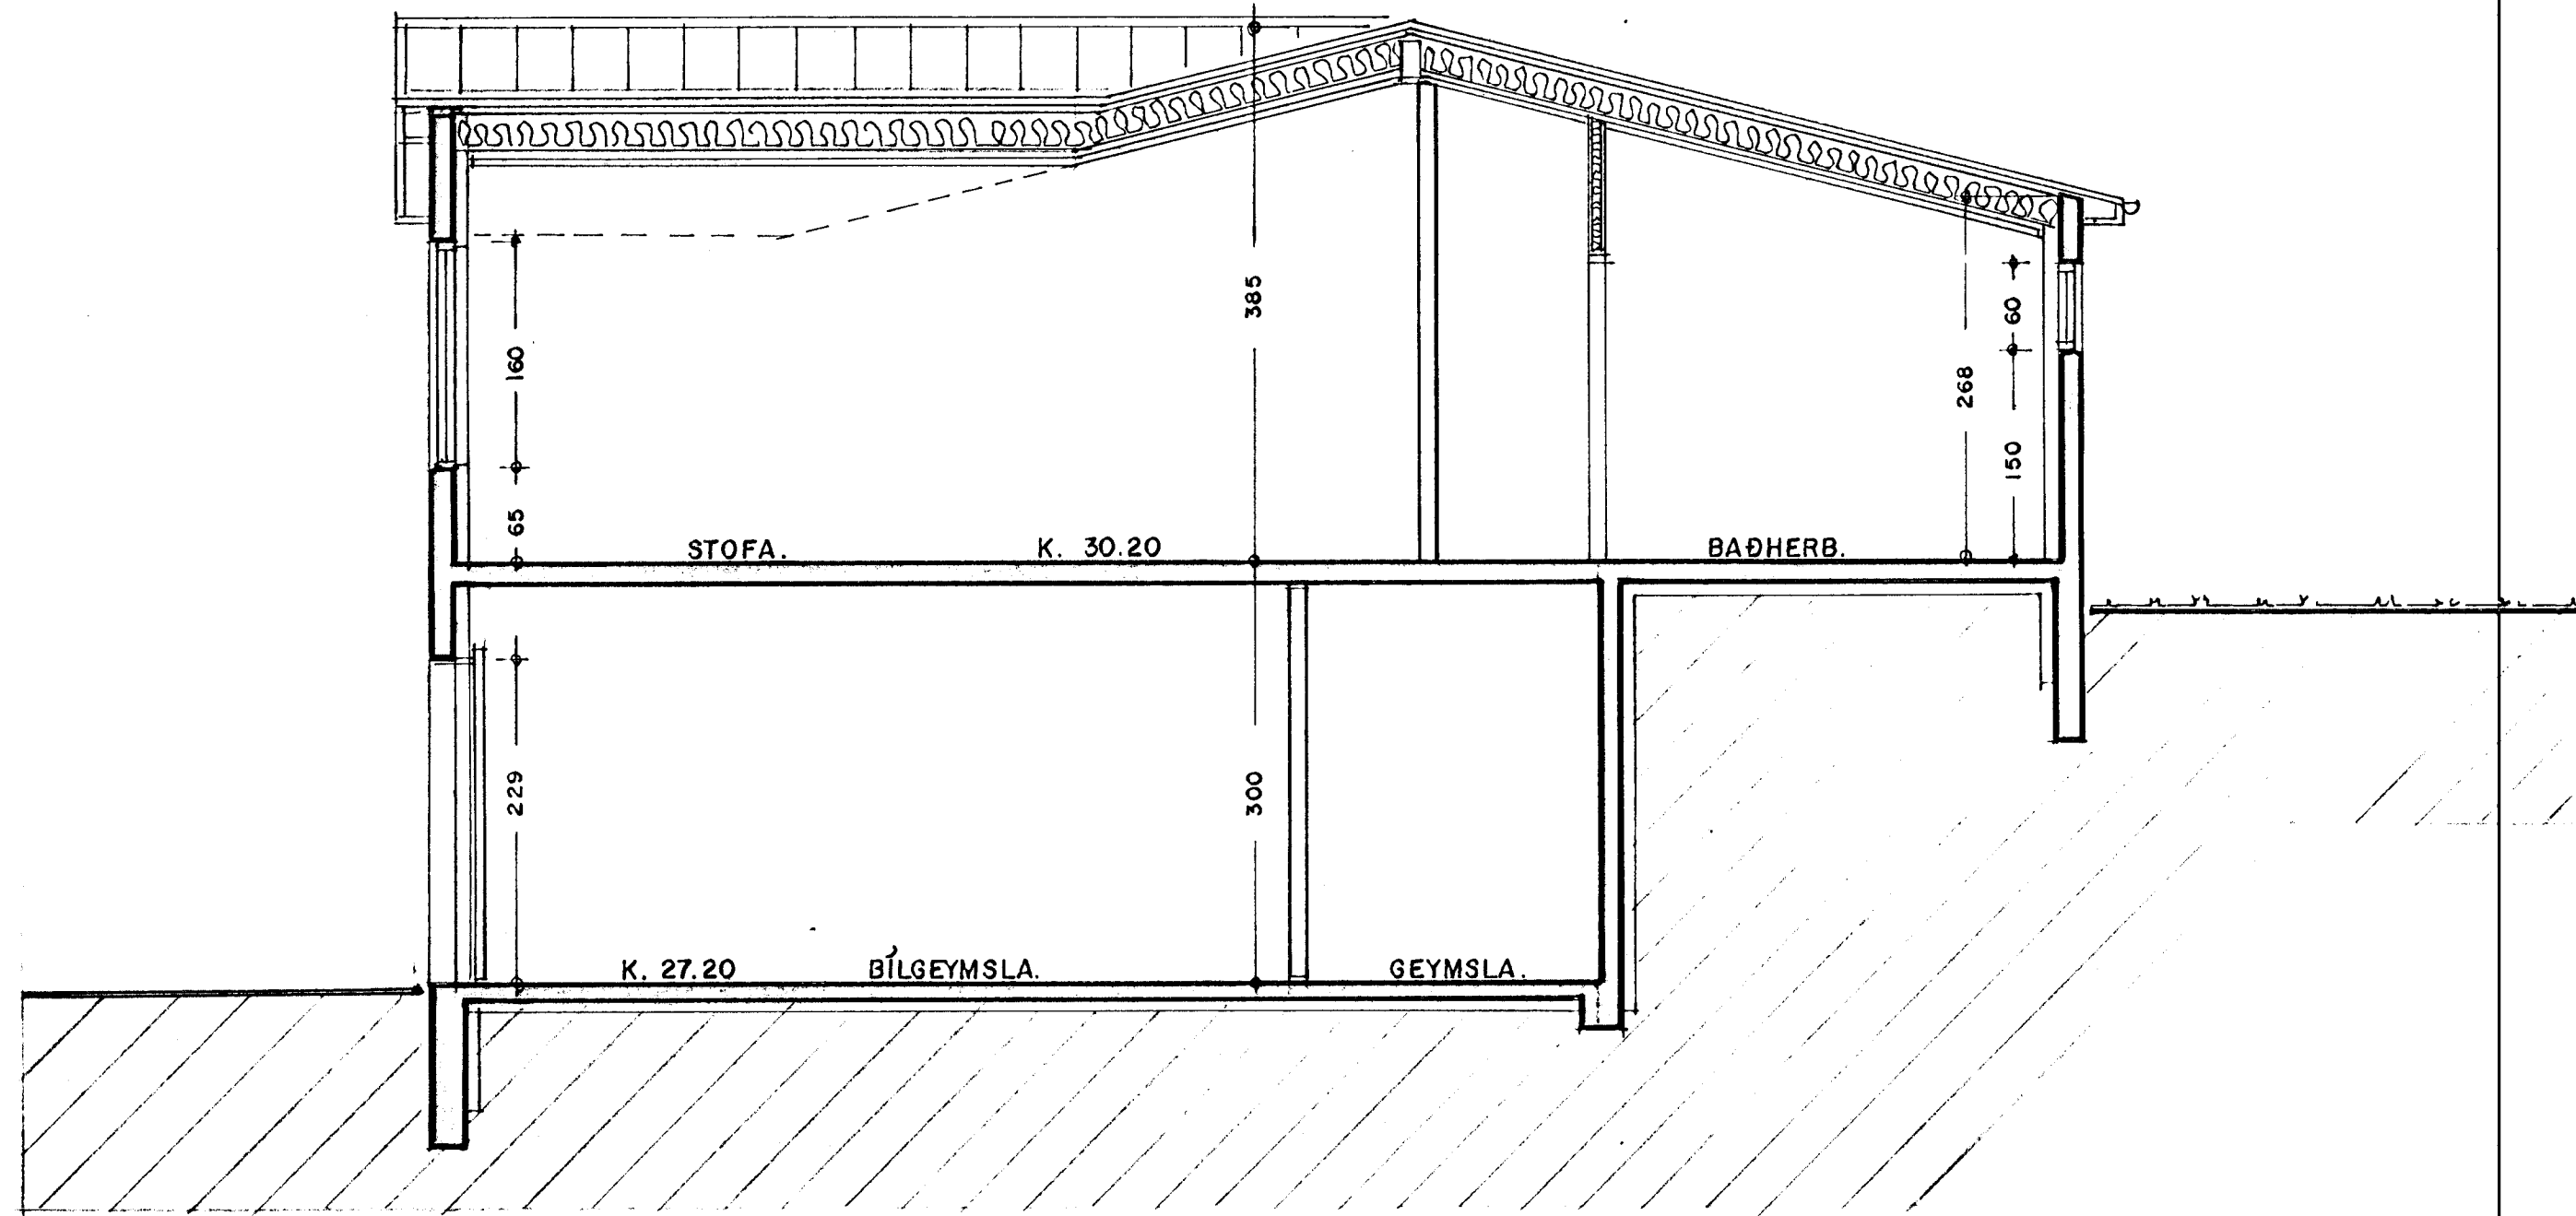 385
160
60
268
150
65
STOFA.
K. 30.20
BAÐHERB.
229
300
K. 27.20
BÍLGEYMSLA.
GEYMSLA.